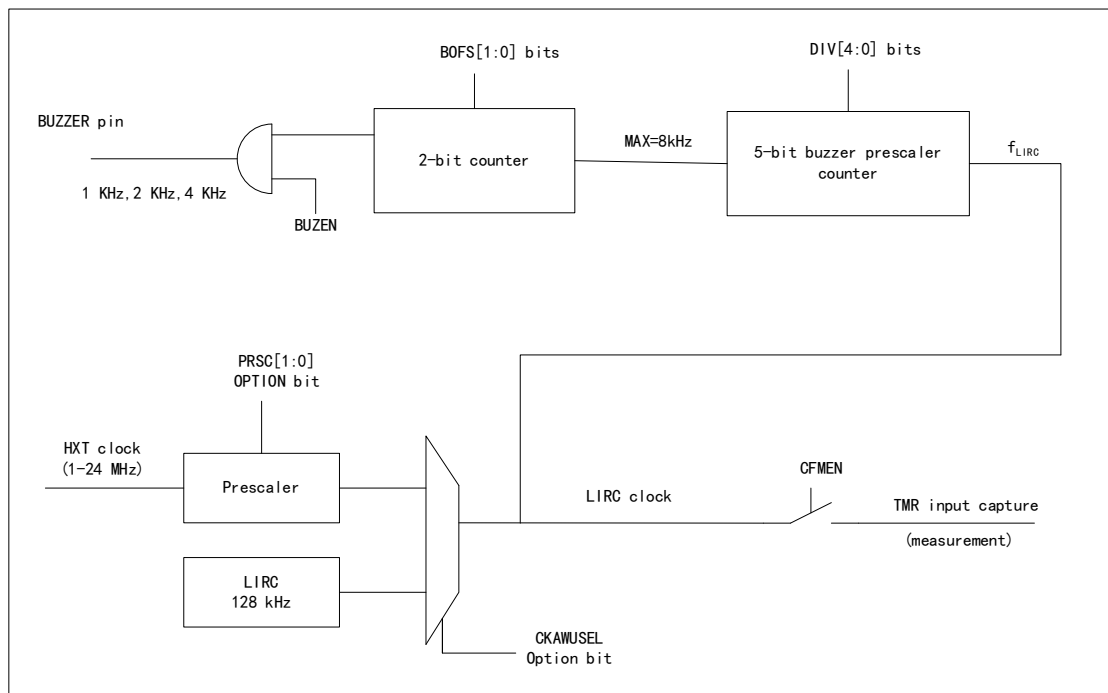 BOFS[1:0] bits
DIV[4:0] bits
BUZZER pin
2-bit counter
MAX=8kHz
5-bit buzzer prescaler
counter
fLIRC
1 KHz,2 KHz,4 KHz
BUZEN
PRSC[1:0]
OPTION bit
HXT clock
(1-24 MHz)
Prescaler
CFMEN
LIRC clock
TMR input capture
(measurement)
LIRC
128 kHz
CKAWUSEL
Option bit